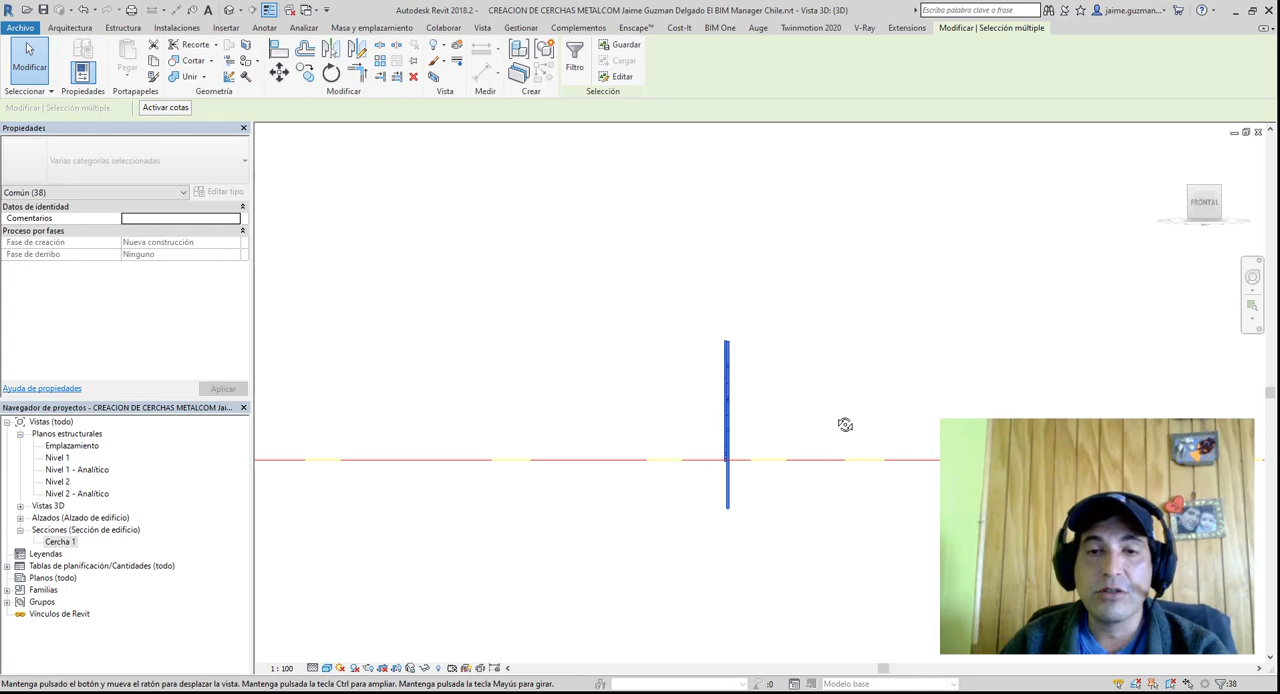 Autodesk Revit 2018.2 - CREACION DE CERCHAS METALCOM Jaime Guzman Delgado El BIM Manager Chile.rvt - Vista 3D: {3D}
Escribo palabra clave o frase
jaime.guzman...
Archivo Arquitectura Estructura Instalaciones Insertar Anotar Analizar Masa y emplazamiento Colaborar Vista Gestionar Complementos Enscape™ Cost-It BIM One Auge Twinmotion 2020 V-Ray Extensions Modificar | Selección múltiple
Modificar
Pegar
Recorte
Cortar
Unir
Filtro
Guardar
Cargar
Editar
Seleccionar Propiedades Portapapeles Geometría Modificar Vista Medir Crear Selección
Modificar | Selección múltiple Activar cotas
Propiedades
Varias categorías seleccionadas
Común (38) Editar tipo
Datos de identidad
Comentarios
Proceso por fases
Fase de creación Nueva construcción
Fase de derribo Ninguno
Ayuda de propiedades Aplicar
Navegador de proyectos - CREACION DE CERCHAS METALCOM Jai...
Vistas (todo)
Planos estructurales
Emplazamiento
Nivel 1
Nivel 1 - Analítico
Nivel 2
Nivel 2 - Analítico
Vistas 3D
Alzados (Alzado de edificio)
Secciones (Sección de edificio)
Cercha 1
Leyendas
Tablas de planificación/Cantidades (todo)
Planos (todo)
Familias
Grupos
Vínculos de Revit
FRONTAL
1 : 100
Mantenga pulsado el botón y mueva el ratón para desplazar la vista. Mantenga pulsada la tecla Ctrl para ampliar. Mantenga pulsada la tecla Mayús para girar.
:0
Modelo base
:38